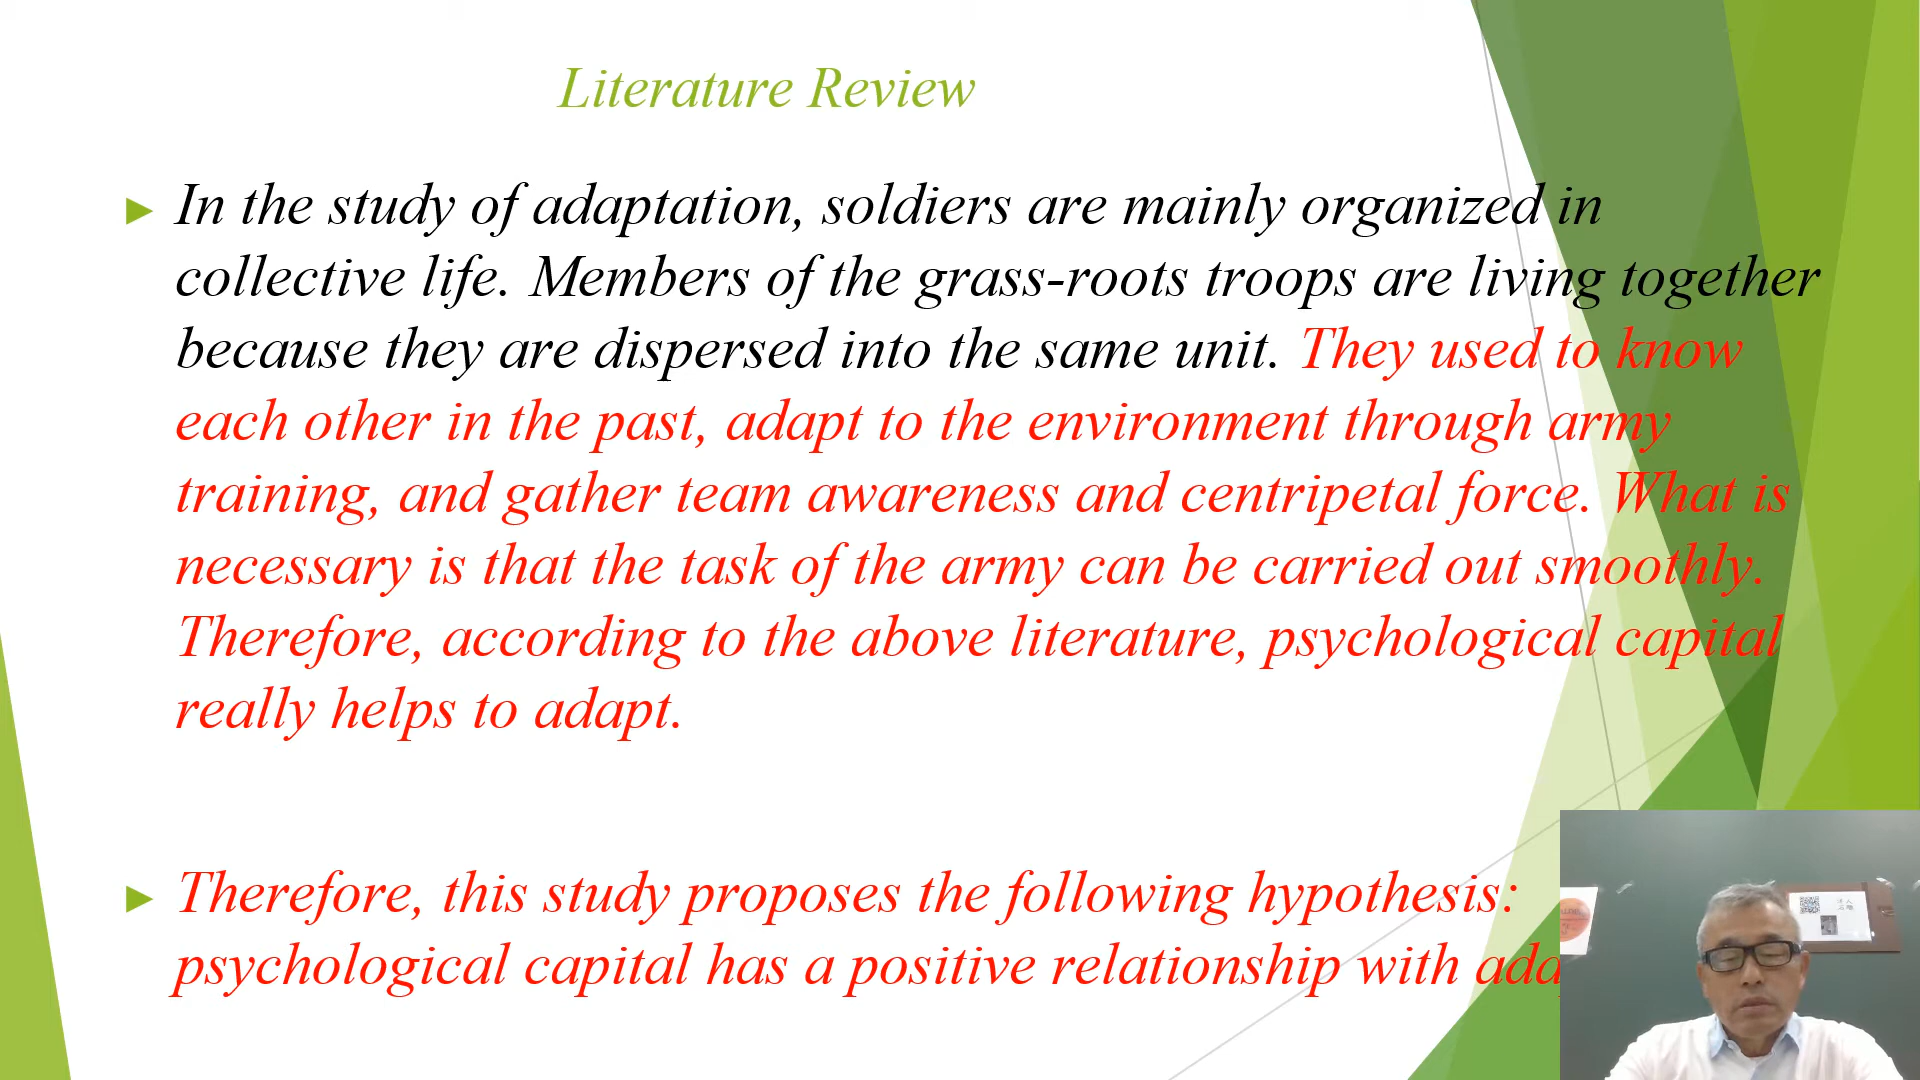 Literature Review
In the study of adaptation, soldiers are mainly organized in
collective life. Members of the grass-roots troops are living together
because they are dispersed into the same unit. They used to know
each other in the past, adapt to the environment through army
training, and gather team awareness and centripetal force. What is
necessary is that the task of the army can be carried out smoothly.
Therefore, according to the above literature, psychological capital
really helps to adapt.
Therefore, this study proposes the following hypothesis:
psychological capital has a positive relationship with